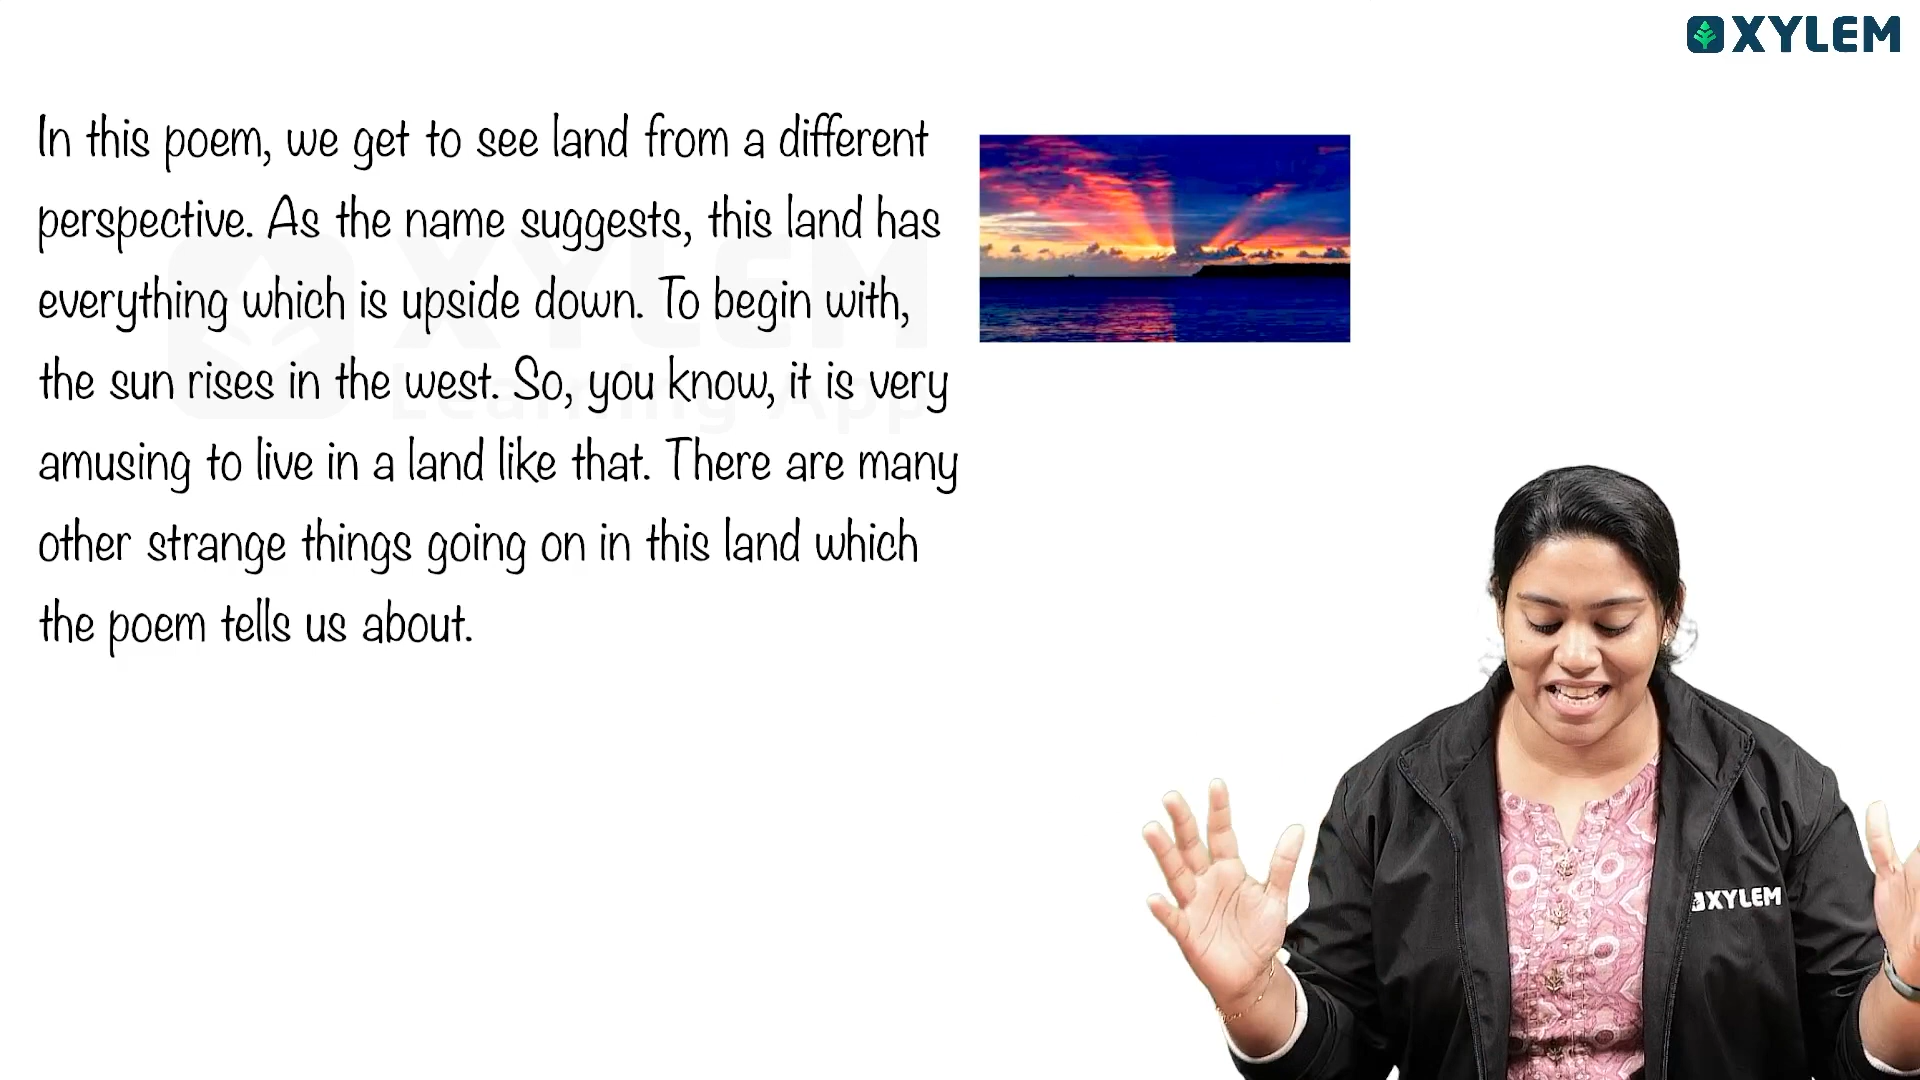 XYLEM
In this poem, we get to see land from a different
perspective. As the name suggests, this land has
everything which is upside down. To begin with,
the sun rises in the west. So, you know, it is very
amusing to live in a land like that. There are many
other strange things going on in this land which
the poem tells us about.
XYLEM
Learning App
XYLEM